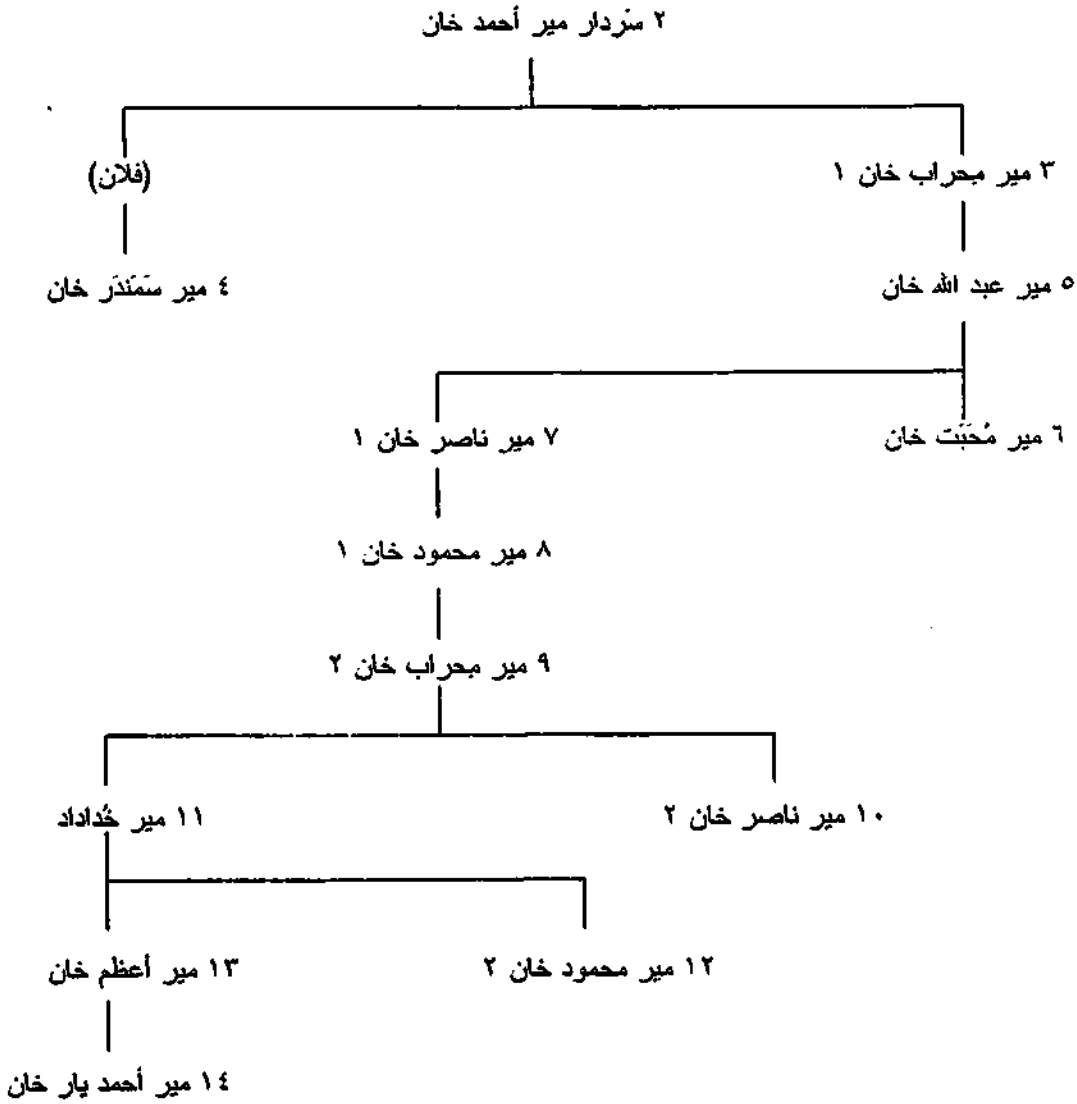 ٢ سَردار مير أحمد خان
٣ مير مِحراب خان ١
(فلان)
٥ مير عبد الله خان
٤ مير سَمَندَر خان
٦ مير مُحَبَت خان
٧ مير ناصر خان ١
٨ مير محمود خان ١
٩ مير مِحراب خان ٢
١٠ مير ناصر خان ٢
١١ مير خُداداد
١٢ مير محمود خان ٢
١٣ مير أعظم خان
١٤ مير أحمد يار خان